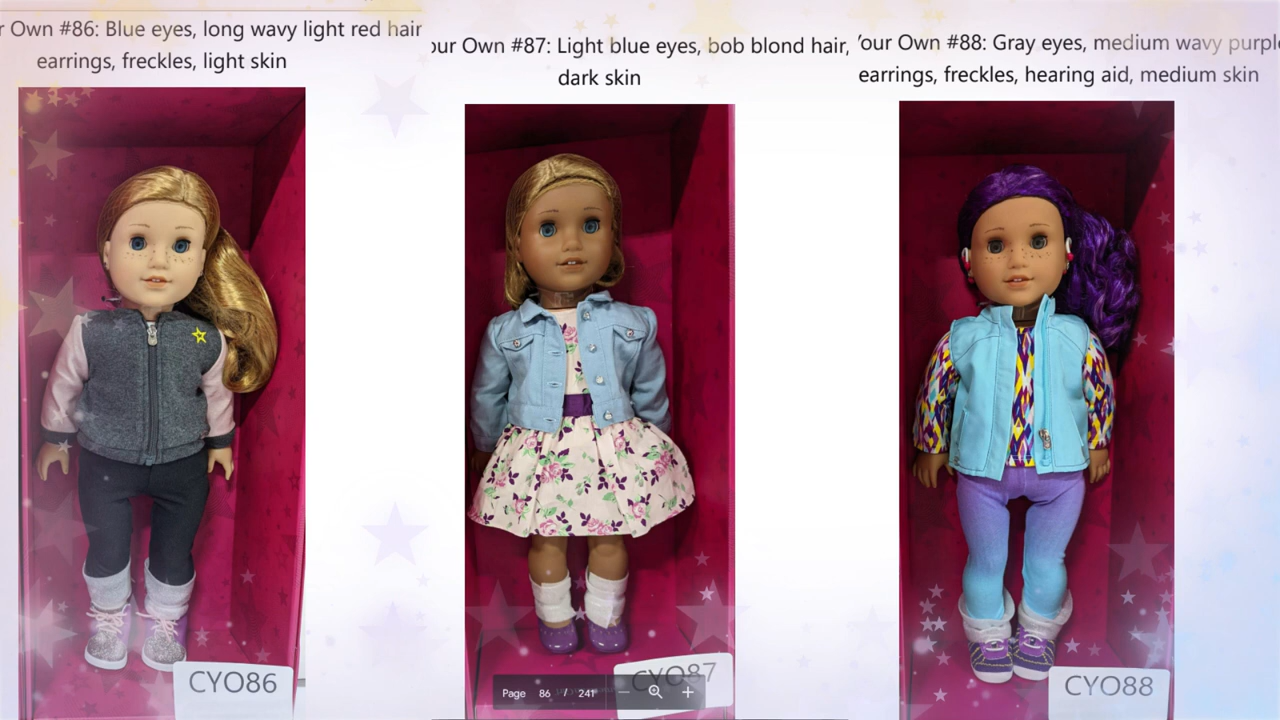 r Own #86: Blue eyes, long wavy light red hair
earrings, freckles, light skin
our Own #87: Light blue eyes, bob blond hair,
dark skin
'our Own #88: Gray eyes, medium wavy purple
earrings, freckles, hearing aid, medium skin
CYO86
CYO87
CYO88
Page 86 / 241